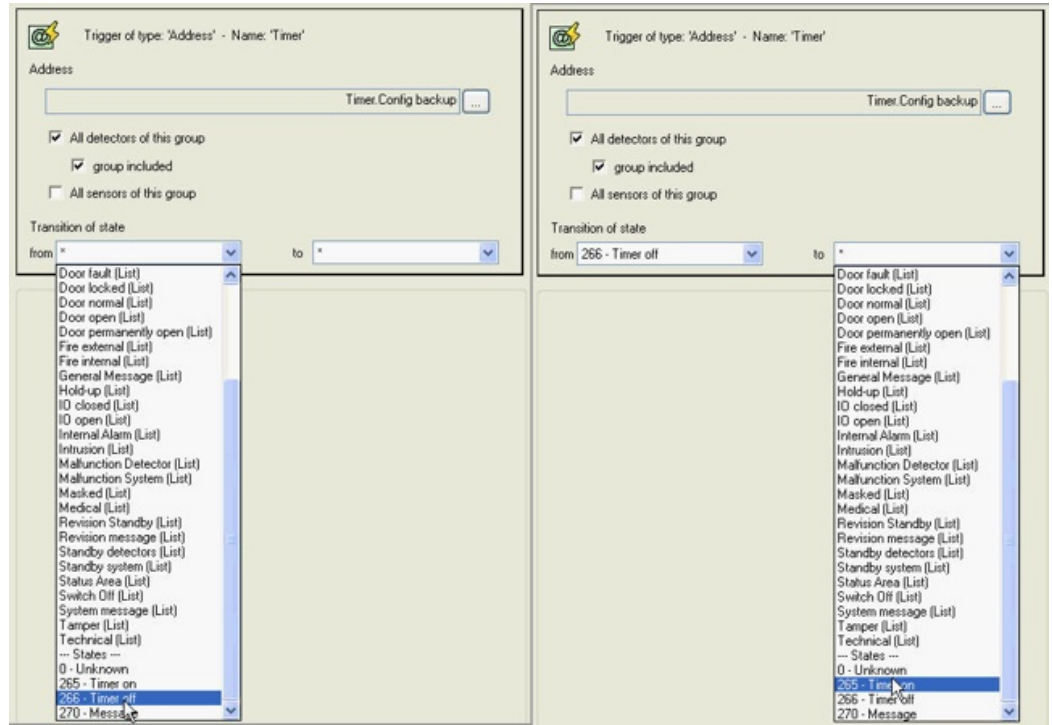 Trigger of type: 'Address' - Name: 'Timer'
Address
Timer.Config backup ...
All detectors of this group
group included
All sensors of this group
Transition of state
from * to *
Door fault (List)
Door locked (List)
Door normal (List)
Door open (List)
Door permanently open (List)
Fire external (List)
Fire internal (List)
General Message (List)
Hold-up (List)
IO closed (List)
IO open (List)
Internal Alarm (List)
Intrusion (List)
Malfunction Detector (List)
Malfunction System (List)
Masked (List)
Medical (List)
Revision Standby (List)
Revision message (List)
Standby detectors (List)
Standby system (List)
Status Area (List)
Switch Off (List)
System message (List)
Tamper (List)
Technical (List)
--- States ---
0 - Unknown
265 - Timer on
266 - Timer off
270 - Message
Trigger of type: 'Address' - Name: 'Timer'
Address
Timer.Config backup ...
All detectors of this group
group included
All sensors of this group
Transition of state
from 266 - Timer off to *
Door fault (List)
Door locked (List)
Door normal (List)
Door open (List)
Door permanently open (List)
Fire external (List)
Fire internal (List)
General Message (List)
Hold-up (List)
IO closed (List)
IO open (List)
Internal Alarm (List)
Intrusion (List)
Malfunction Detector (List)
Malfunction System (List)
Masked (List)
Medical (List)
Revision Standby (List)
Revision message (List)
Standby detectors (List)
Standby system (List)
Status Area (List)
Switch Off (List)
System message (List)
Tamper (List)
Technical (List)
--- States ---
0 - Unknown
265 - Timer on
266 - Timer off
270 - Message